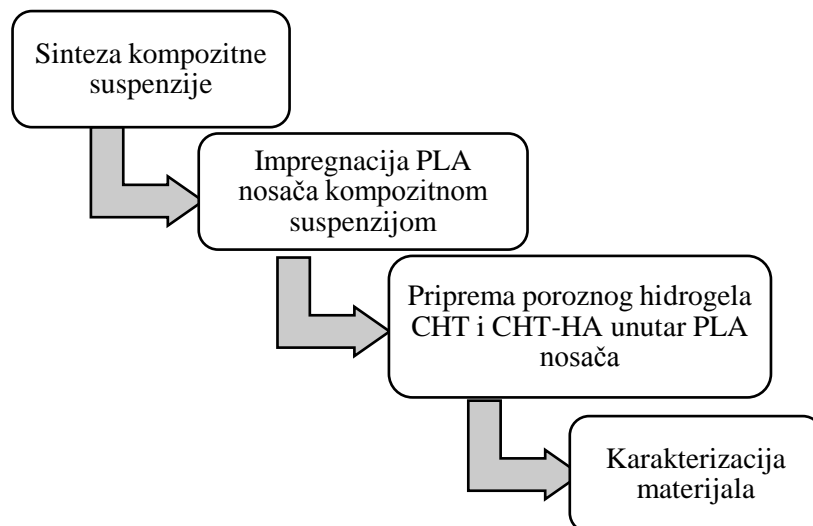 Sinteza kompozitne
suspenzije
Impregnacija PLA
nosača kompozitnom
suspenzijom
Priprema poroznog hidrogela
CHT i CHT-HA unutar PLA
nosača
Karakterizacija
materijala